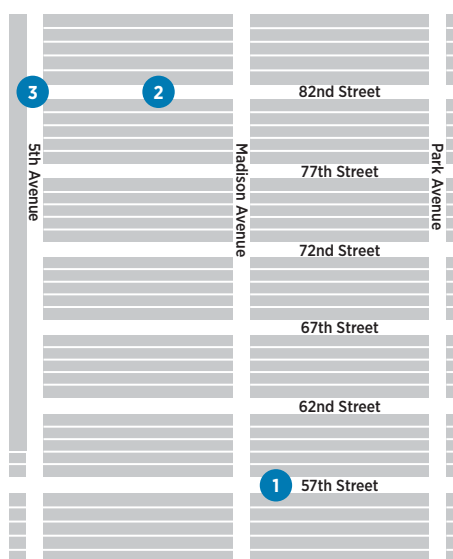 3
2
82nd Street
5th Avenue
Madison Avenue
Park Avenue
77th Street
72nd Street
67th Street
62nd Street
1
57th Street